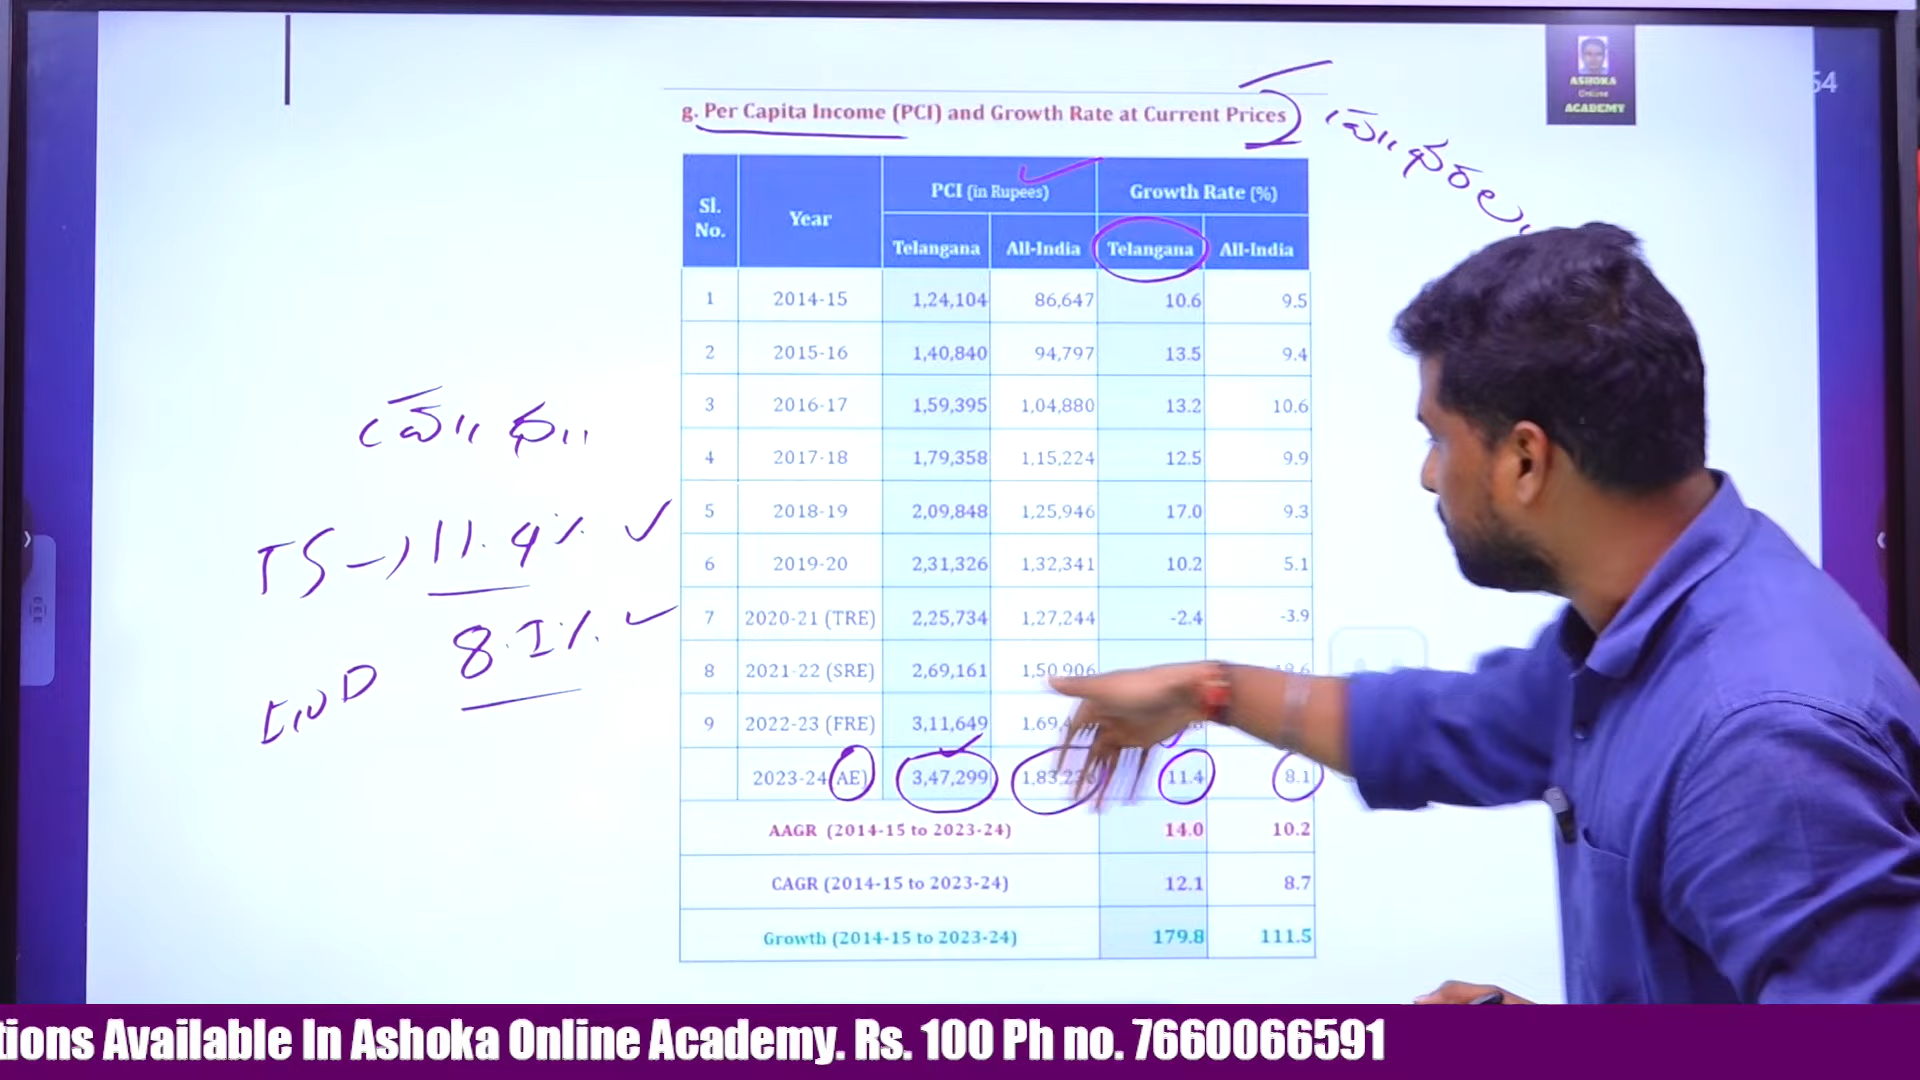 54
ASHOKA
Online
ACADEMY
g. Per Capita Income (PCI) and Growth Rate at Current Prices
ప్ర॥ ధరల
Sl. No. Year PCI (in Rupees) Growth Rate (%)
Telangana All-India Telangana All-India
1 2014-15 1,24,104 86,647 10.6 9.5
2 2015-16 1,40,840 94,797 13.5 9.4
3 2016-17 1,59,395 1,04,880 13.2 10.6
4 2017-18 1,79,358 1,15,224 12.5 9.9
5 2018-19 2,09,848 1,25,946 17.0 9.3
6 2019-20 2,31,326 1,32,341 10.2 5.1
7 2020-21 (TRE) 2,25,734 1,27,244 -2.4 -3.9
8 2021-22 (SRE) 2,69,161 1,50,906
9 2022-23 (FRE) 3,11,649
2023-24(AE) 3,47,299 11.4 8.1
AAGR (2014-15 to 2023-24) 14.0 10.2
CAGR (2014-15 to 2023-24) 12.1 8.7
Growth (2014-15 to 2023-24) 179.8 111.5
ప్ర॥ ధ॥
TS → 11.4%
IND 8.1%
tions Available In Ashoka Online Academy. Rs. 100 Ph no. 7660066591